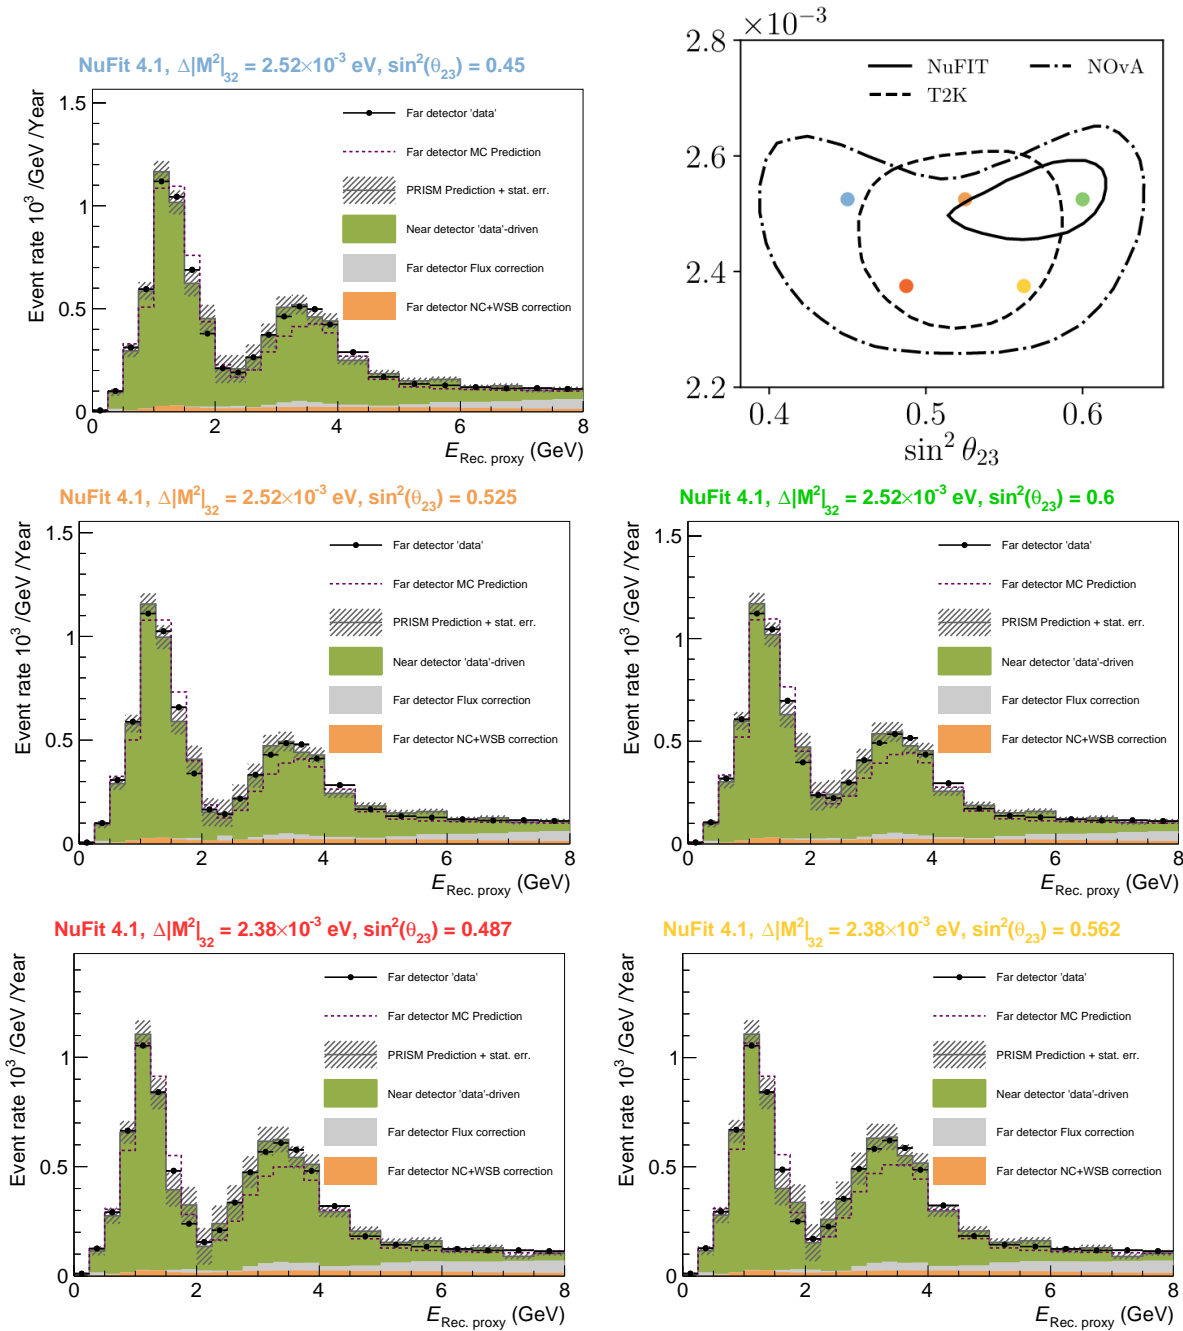 NuFit 4.1, Δ|M²|₃₂ = 2.52×10⁻³ eV, sin²(θ₂₃) = 0.45
Event rate 10³ /GeV /Year
1.5
1
0.5
0
Far detector 'data'
Far detector MC Prediction
PRISM Prediction + stat. err.
Near detector 'data'-driven
Far detector Flux correction
Far detector NC+WSB correction
0 2 4 6 8
E Rec. proxy (GeV)
×10⁻³
2.8
2.6
2.4
2.2
NuFIT
T2K
NOvA
0.4 0.5 0.6
sin² θ₂₃
NuFit 4.1, Δ|M²|₃₂ = 2.52×10⁻³ eV, sin²(θ₂₃) = 0.525
Event rate 10³ /GeV /Year
1.5
1
0.5
0
Far detector 'data'
Far detector MC Prediction
PRISM Prediction + stat. err.
Near detector 'data'-driven
Far detector Flux correction
Far detector NC+WSB correction
0 2 4 6 8
E Rec. proxy (GeV)
NuFit 4.1, Δ|M²|₃₂ = 2.52×10⁻³ eV, sin²(θ₂₃) = 0.6
Event rate 10³ /GeV /Year
1.5
1
0.5
0
Far detector 'data'
Far detector MC Prediction
PRISM Prediction + stat. err.
Near detector 'data'-driven
Far detector Flux correction
Far detector NC+WSB correction
0 2 4 6 8
E Rec. proxy (GeV)
NuFit 4.1, Δ|M²|₃₂ = 2.38×10⁻³ eV, sin²(θ₂₃) = 0.487
Event rate 10³ /GeV /Year
1
0.5
0
Far detector 'data'
Far detector MC Prediction
PRISM Prediction + stat. err.
Near detector 'data'-driven
Far detector Flux correction
Far detector NC+WSB correction
0 2 4 6 8
E Rec. proxy (GeV)
NuFit 4.1, Δ|M²|₃₂ = 2.38×10⁻³ eV, sin²(θ₂₃) = 0.562
Event rate 10³ /GeV /Year
1
0.5
0
Far detector 'data'
Far detector MC Prediction
PRISM Prediction + stat. err.
Near detector 'data'-driven
Far detector Flux correction
Far detector NC+WSB correction
0 2 4 6 8
E Rec. proxy (GeV)